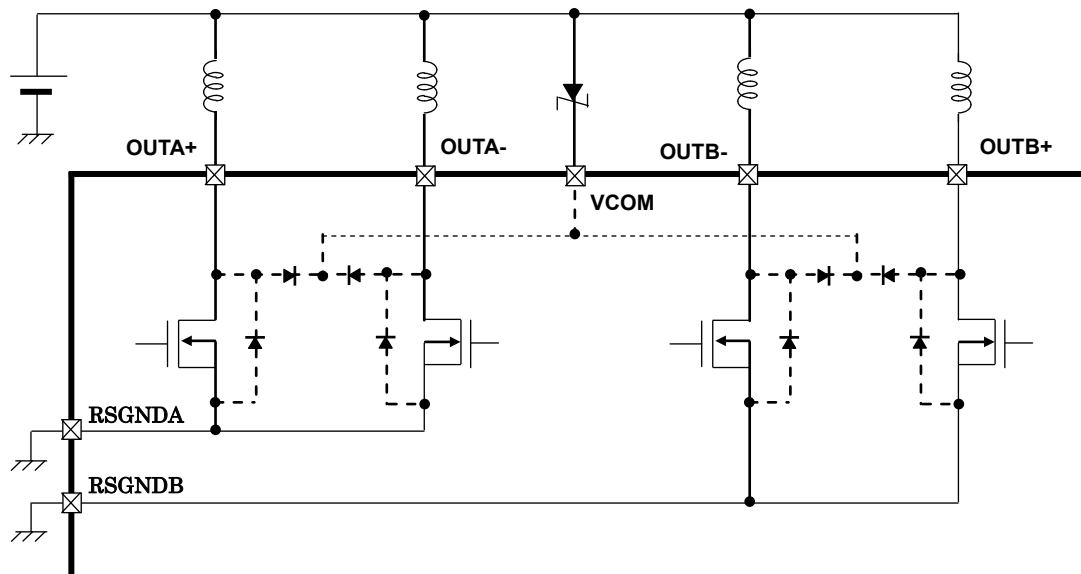 OUTA+
OUTA-
OUTB-
OUTB+
VCOM
RSGNDA
RSGNDB